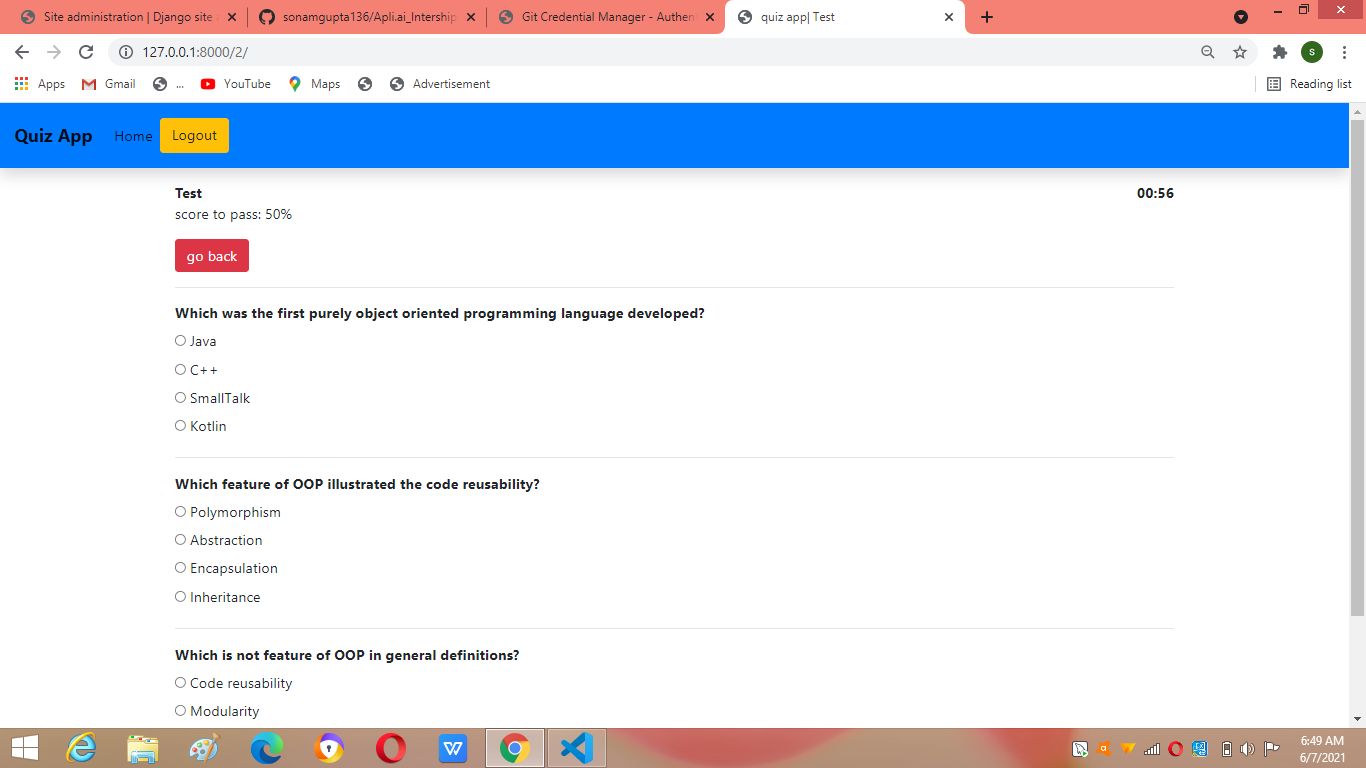 Site administration | Django site a
sonamgupta136/Apli.ai_Intership
Git Credential Manager - Authent
quiz app| Test
127.0.0.1:8000/2/
S
Apps
Gmail
...
YouTube
Maps
Advertisement
Reading list
Quiz App
Home
Logout
Test
00:56
score to pass: 50%
go back
Which was the first purely object oriented programming language developed?
Java
C++
SmallTalk
Kotlin
Which feature of OOP illustrated the code reusability?
Polymorphism
Abstraction
Encapsulation
Inheritance
Which is not feature of OOP in general definitions?
Code reusability
Modularity
6:49 AM
6/7/2021